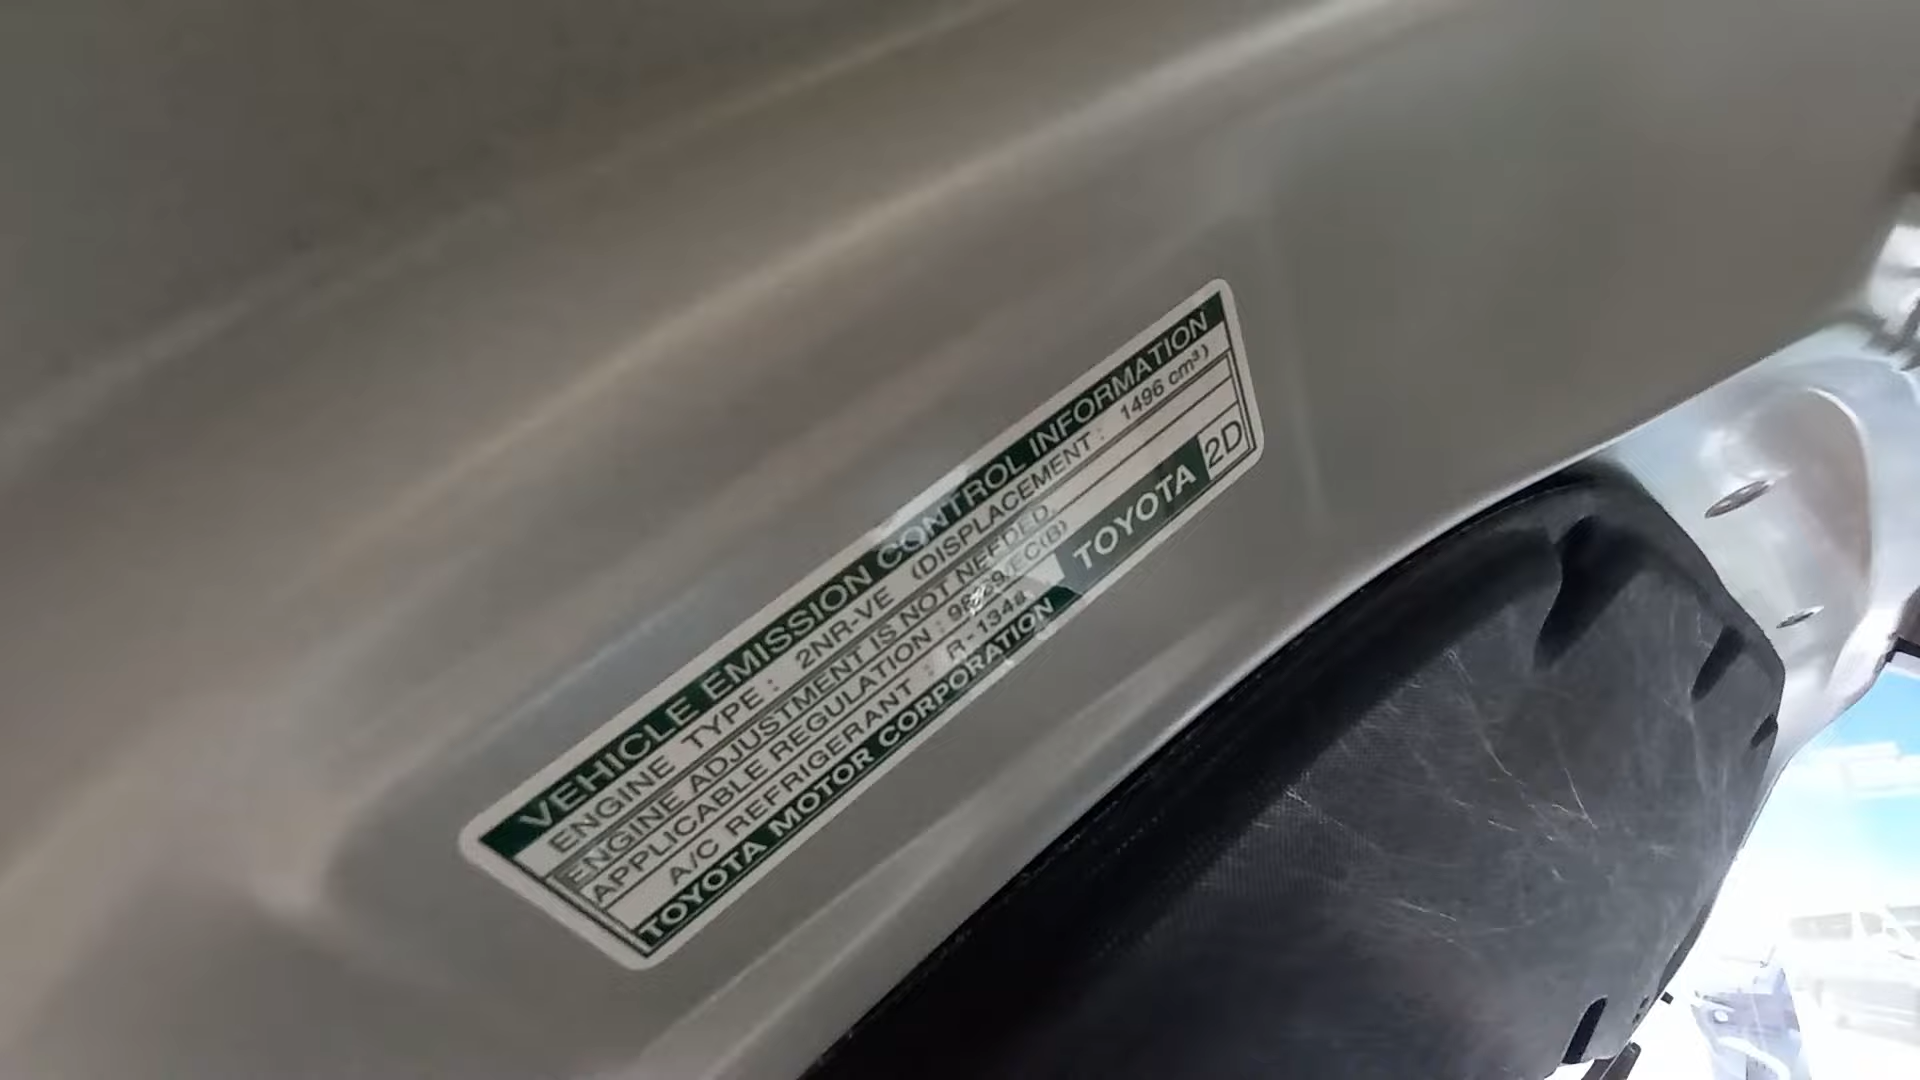 VEHICLE EMISSION CONTROL INFORMATION
ENGINE TYPE : 2NR-VE (DISPLACEMENT : 1496 cm³)
ENGINE ADJUSTMENT IS NOT NEEDED.
APPLICABLE REGULATION : EC(B)
A/C REFRIGERANT : R-134a
TOYOTA MOTOR CORPORATION
TOYOTA 2D